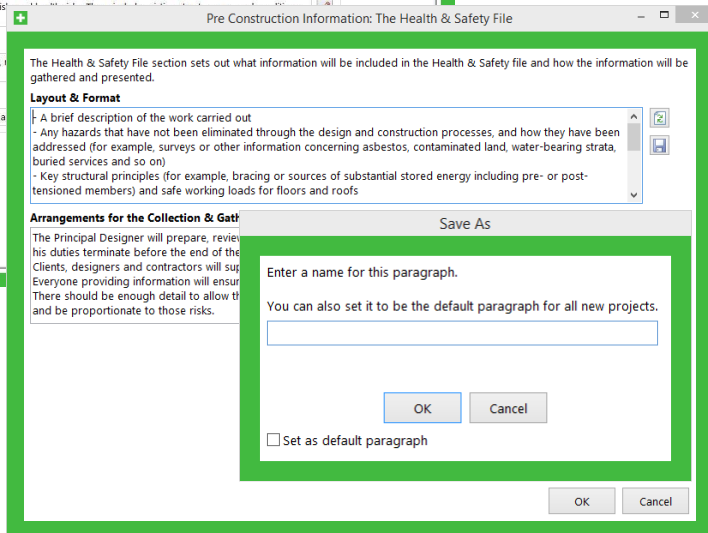 Pre Construction Information: The Health & Safety File
The Health & Safety File section sets out what information will be included in the Health & Safety file and how the information will be
gathered and presented.
Layout & Format
- A brief description of the work carried out
- Any hazards that have not been eliminated through the design and construction processes, and how they have been
addressed (for example, surveys or other information concerning asbestos, contaminated land, water-bearing strata,
buried services and so on)
- Key structural principles (for example, bracing or sources of substantial stored energy including pre- or post-
tensioned members) and safe working loads for floors and roofs
Arrangements for the Collection & Gath
The Principal Designer will prepare, review
his duties terminate before the end of the
Clients, designers and contractors will sup
Everyone providing information will ensur
There should be enough detail to allow th
and be proportionate to those risks.
Save As
Enter a name for this paragraph.
You can also set it to be the default paragraph for all new projects.
OK
Cancel
Set as default paragraph
OK
Cancel